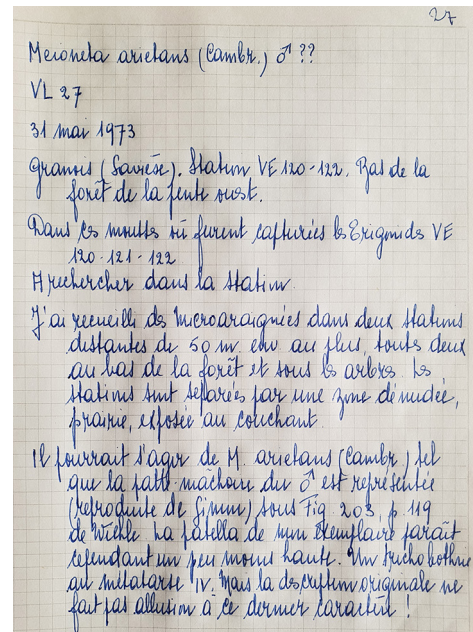 27
Meioneta arietans (Cambr.) ♂ ??
VL 27
31 mai 1973
Granois (Savièse). Station VE 120-122. Bas de la
forêt de la pente ouest.
Dans les mousses où furent capturées les Erigonides VE
120-121-122
A rechercher dans la station.
J'ai recueilli des microaraignées dans deux stations
distantes de 50 m env. au plus, toutes deux
au bas de la forêt et sous les arbres. Les
stations sont séparées par une zone dénudée,
prairie, exposée au couchant.
Il pourrait s'agir de M. arietans (Cambr.) tel
que la patte-mâchoire du ♂ est représentée
(reproduite de Simon) sous Fig. 203, p 119
de Wiehle. La patella de mon exemplaire paraît
cependant un peu moins haute. Un trichobothrie
au métatarse IV. Mais la description originale ne
fait pas allusion à ce dernier caractère !